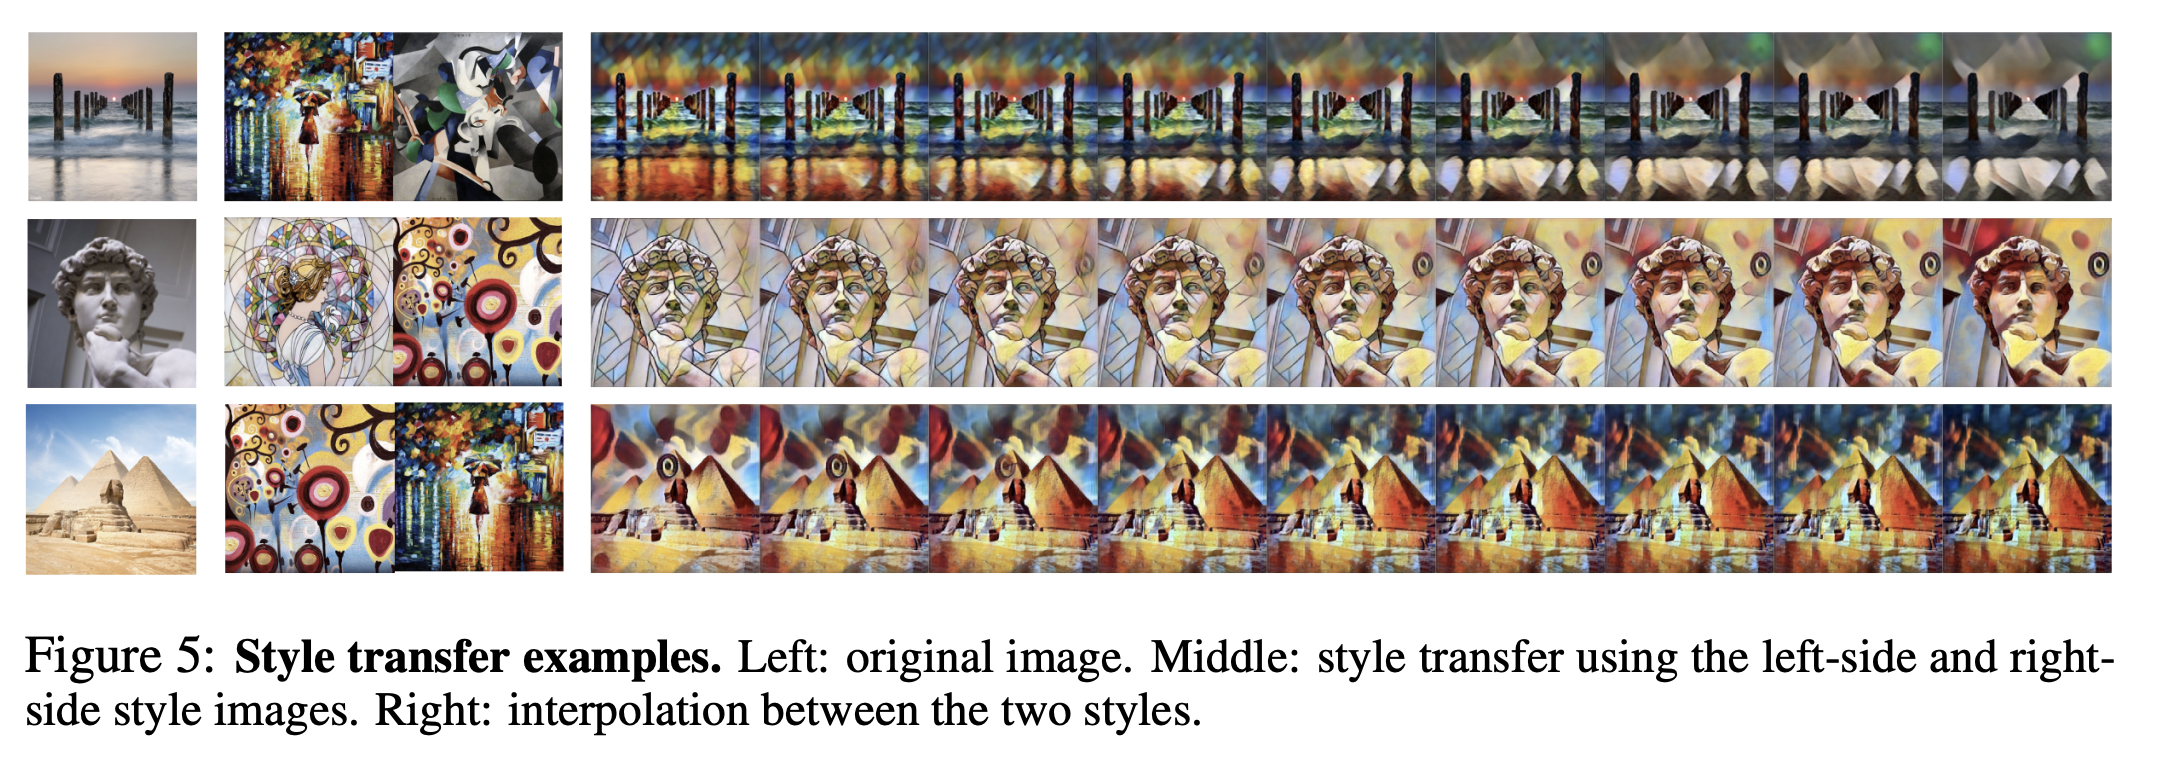 Figure 5: Style transfer examples. Left: original image. Middle: style transfer using the left-side and right-
side style images. Right: interpolation between the two styles.